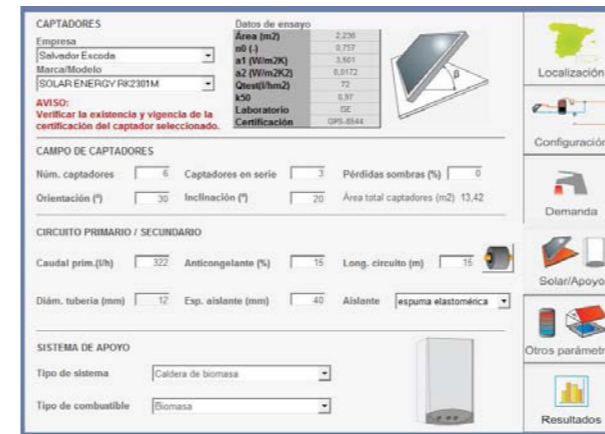 CAPTADORES
Empresa
Salvador Escoda
Marca/Modelo
SOLAR ENERGY RK2301M
AVISO:
Verificar la existencia y vigencia de la
certificación del captador seleccionado.
Datos de ensayo
Área (m2) 2,236
n0 (-) 0,757
a1 (W/m2K) 3,601
a2 (W/m2K2) 0,0172
Qtest(l/hm2) 72
k50 0,97
Laboratorio
Certificación GPS-8544
CAMPO DE CAPTADORES
Núm. captadores 6 Captadores en serie 3 Pérdidas sombras (%) 0
Orientación (º) 30 Inclinación (º) 20 Área total captadores (m2) 13,42
CIRCUITO PRIMARIO / SECUNDARIO
Caudal prim.(l/h) 322 Anticongelante (%) 15 Long. circuito (m) 15
Diám. tubería (mm) 12 Esp. aislante (mm) 40 Aislante espuma elastomérica
SISTEMA DE APOYO
Tipo de sistema Caldera de biomasa
Tipo de combustible Biomasa
Localización
Configuración
Demanda
Solar/Apoyo
Otros parámetr
Resultados